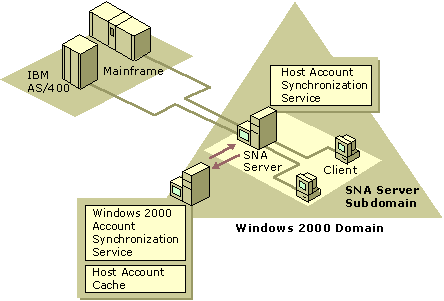 IBM
AS/400
Mainframe
Host Account
Synchronization
Service
SNA
Server
Client
SNA Server
Subdomain
Windows 2000 Domain
Windows 2000
Account
Synchronization
Service
Host Account
Cache